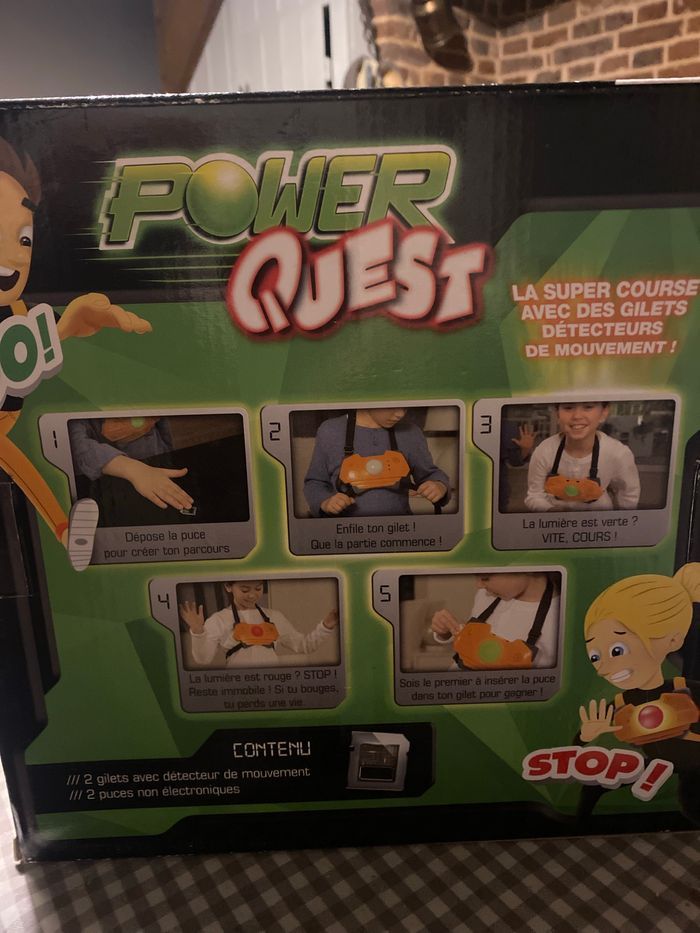 POWER
QUEST
O!
LA SUPER COURSE
AVEC DES GILETS
DÉTECTEURS
DE MOUVEMENT !
1
Dépose la puce
pour créer ton parcours
2
Enfile ton gilet !
Que la partie commence !
3
La lumière est verte ?
VITE, COURS !
4
La lumière est rouge ? STOP !
Reste immobile ! Si tu bouges,
tu perds une vie.
5
Sois le premier à insérer la puce
dans ton gilet pour gagner !
CONTENU
/// 2 gilets avec détecteur de mouvement
/// 2 puces non électroniques
STOP !